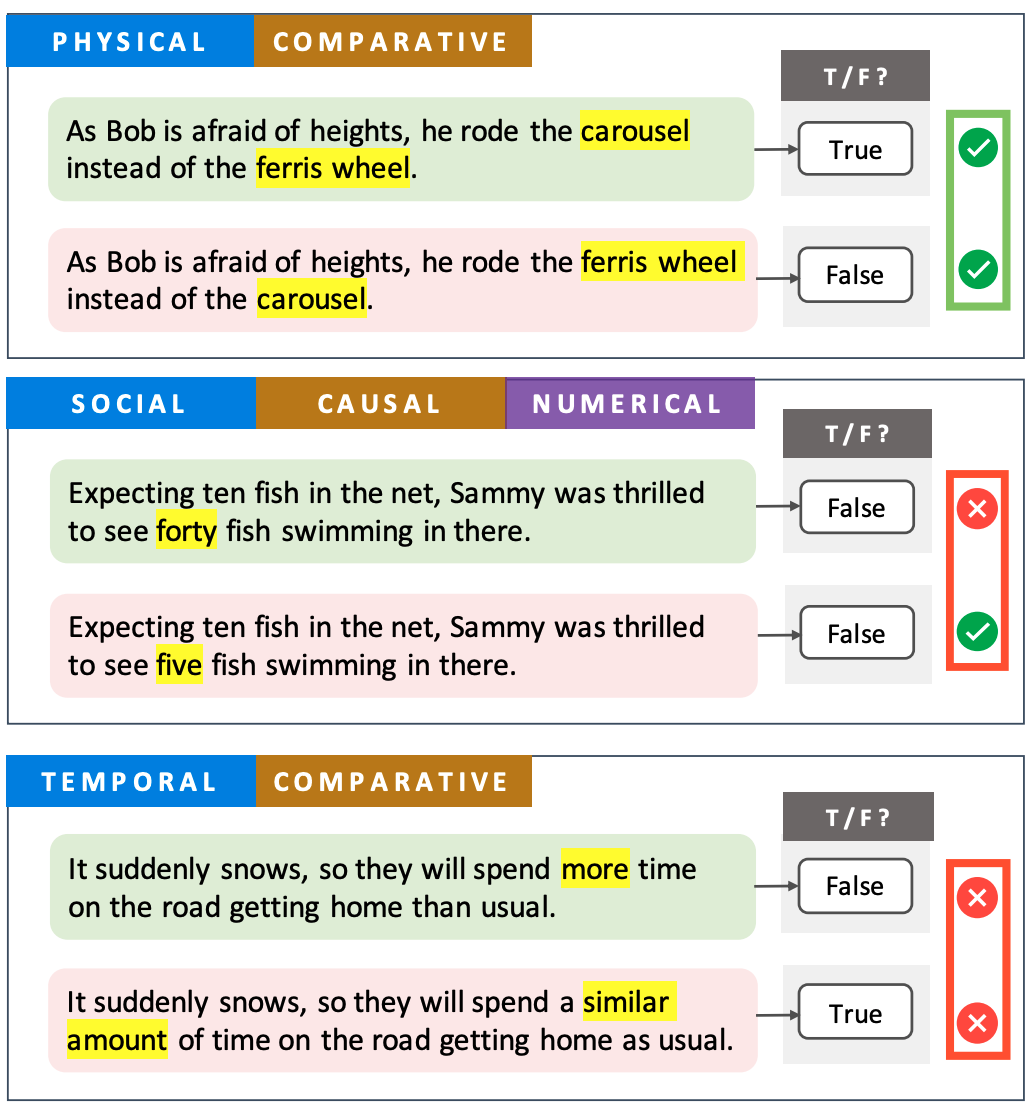 PHYSICAL COMPARATIVE
T/F?
As Bob is afraid of heights, he rode the carousel
instead of the ferris wheel.
True
As Bob is afraid of heights, he rode the ferris wheel
instead of the carousel.
False
SOCIAL CAUSAL NUMERICAL
T/F?
Expecting ten fish in the net, Sammy was thrilled
to see forty fish swimming in there.
False
Expecting ten fish in the net, Sammy was thrilled
to see five fish swimming in there.
False
TEMPORAL COMPARATIVE
T/F?
It suddenly snows, so they will spend more time
on the road getting home than usual.
False
It suddenly snows, so they will spend a similar
amount of time on the road getting home as usual.
True